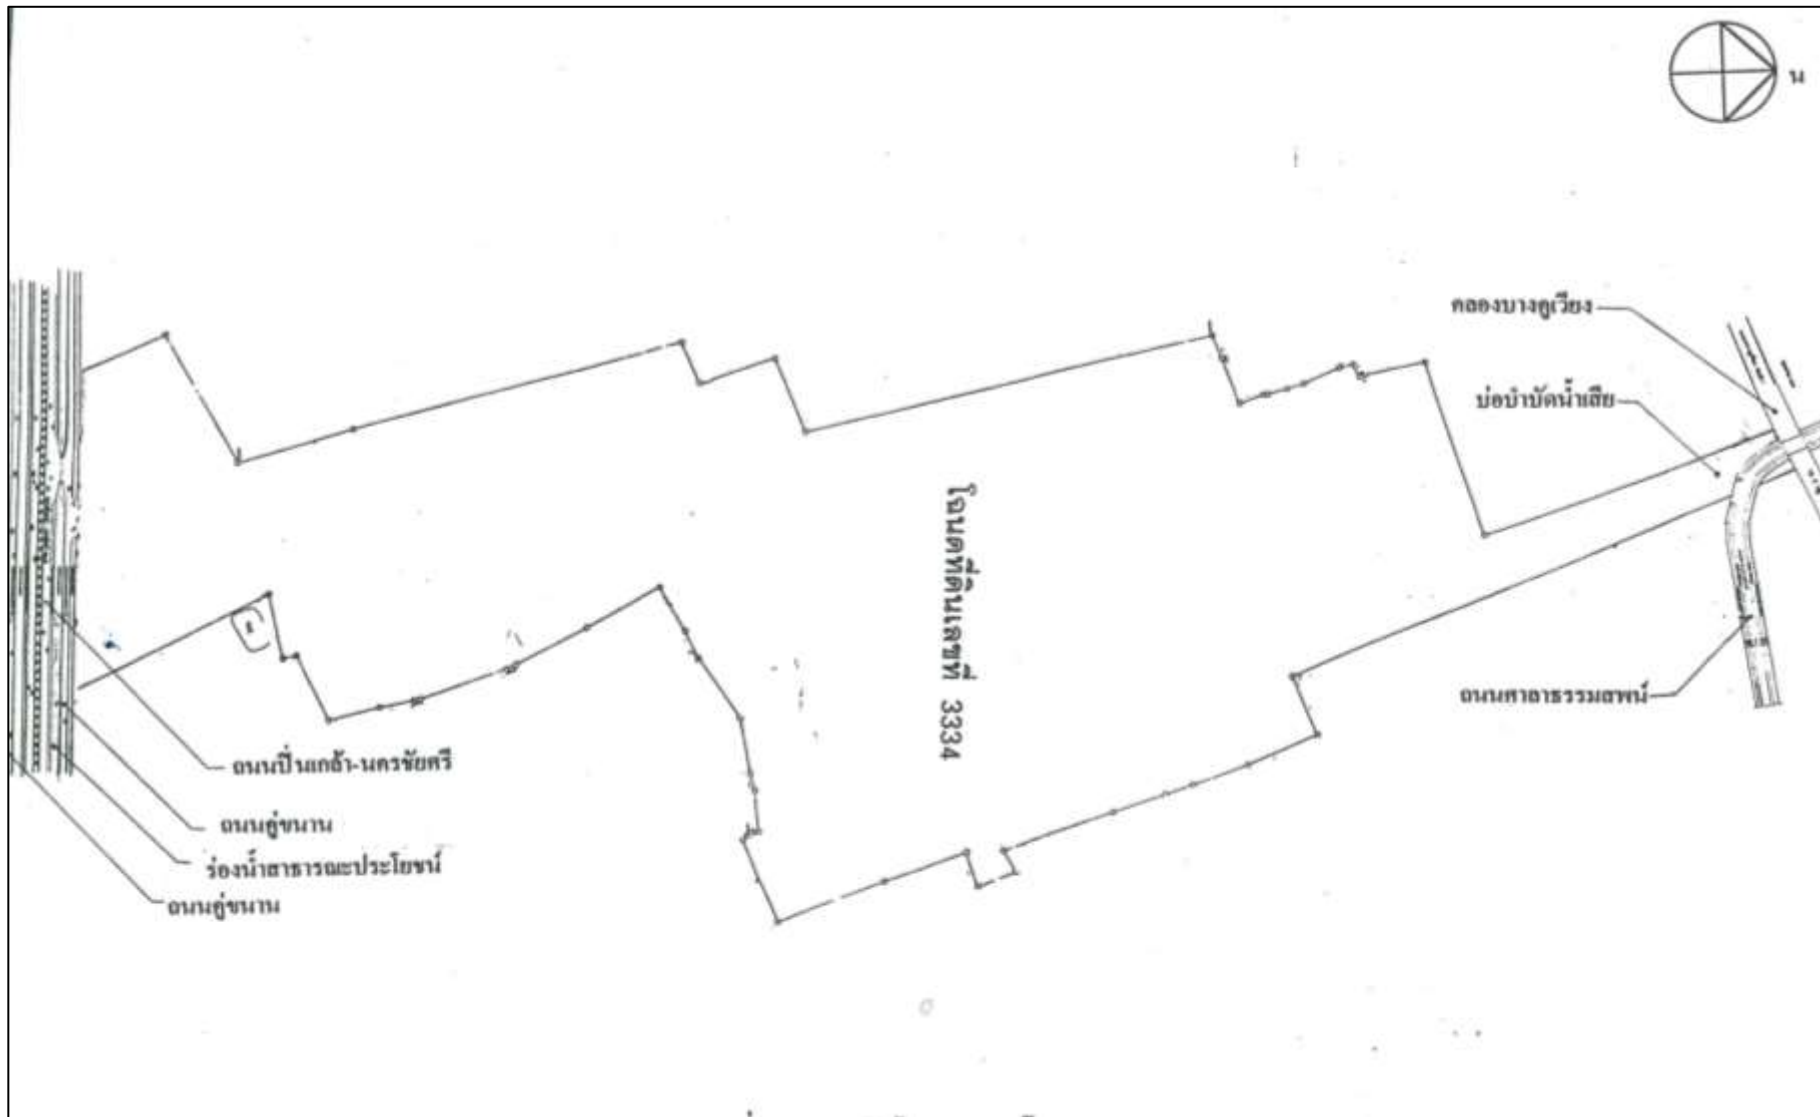 น
คลองบางคูเวียง
บ่อบำบัดน้ำเสีย
โฉนดที่ดินเลขที่ 3334
ถนนศาลาธรรมสพน์
ถนนปิ่นเกล้า-นครชัยศรี
ถนนคู่ขนาน
ร่องน้ำสาธารณะประโยชน์
ถนนคู่ขนาน